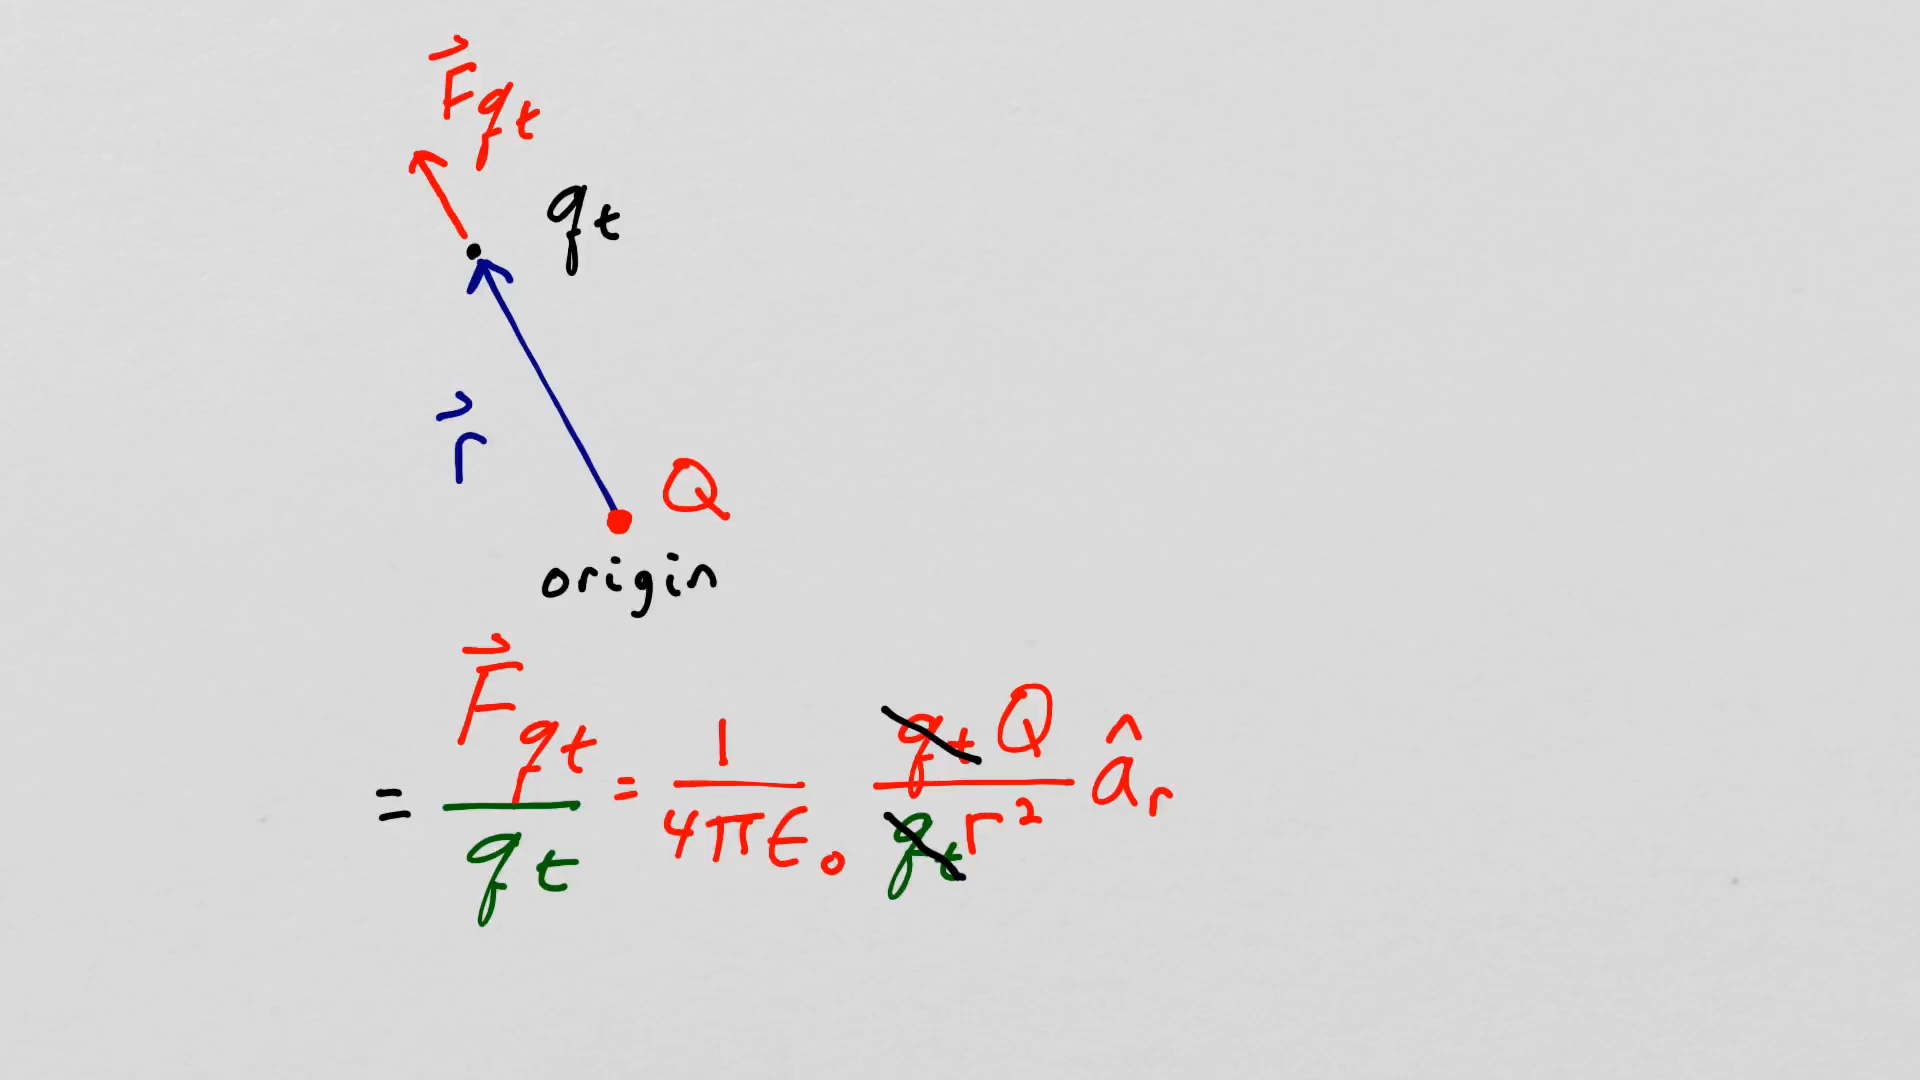 F⃗qₜ
qₜ
r⃗
Q
origin
= F⃗qₜ / qₜ = 1 / 4πϵ₀ qₜQ / qₜr² âᵣ